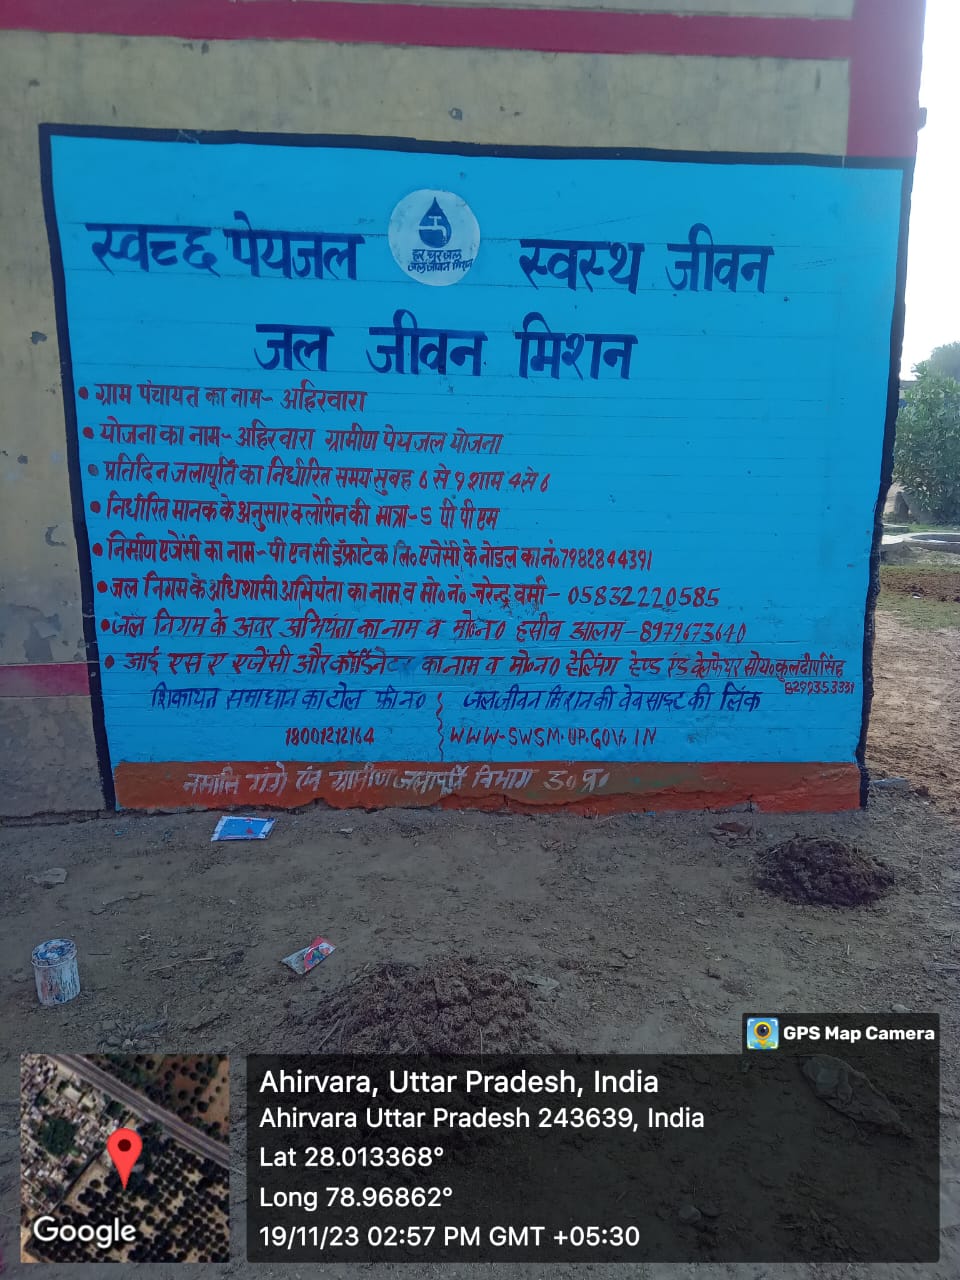 स्वच्छ पेयजल
हर घर जल
जल जीवन मिशन
स्वस्थ जीवन
जल जीवन मिशन
• ग्राम पंचायत का नाम- अहिरवारा
• योजना का नाम- अहिरवारा ग्रामीण पेयजल योजना
• प्रतिदिन जलापूर्ति का निर्धारित समय सुबह 6 से 9 शाम 4 से 6
• निर्धारित मानक के अनुसार क्लोरीन की मात्रा-5 पी पी एम
• निर्माण एजेंसी का नाम-पी एन सी इंफ्राटेक लि० एजेंसी के नोडल का नं० 7982844391
• जल निगम के अधिशासी अभियंता का नाम व मो० नं० नरेन्द्र वर्मा- 05832220585
• जल निगम के अवर अभियंता का नाम व मो० न० हसीब आलम-8979673640
• आई एस ए एजेंसी और कॉर्डिनेटर का नाम व मो० न० हेल्पिंग हेण्ड एंड वेलफेयर सोय० कुलदीप सिंह
8299353331
शिकायत समाधान का टोल फ्री न०
18001212164
जल जीवन मिशन की वेबसाइट की लिंक
WWW-SWSM.UP.GOV.IN
नमामि गंगे एंव ग्रामीण जलापूर्ति विभाग उ० प्र०
GPS Map Camera
Ahirvara, Uttar Pradesh, India
Ahirvara Uttar Pradesh 243639, India
Lat 28.013368°
Long 78.96862°
19/11/23 02:57 PM GMT +05:30
Google